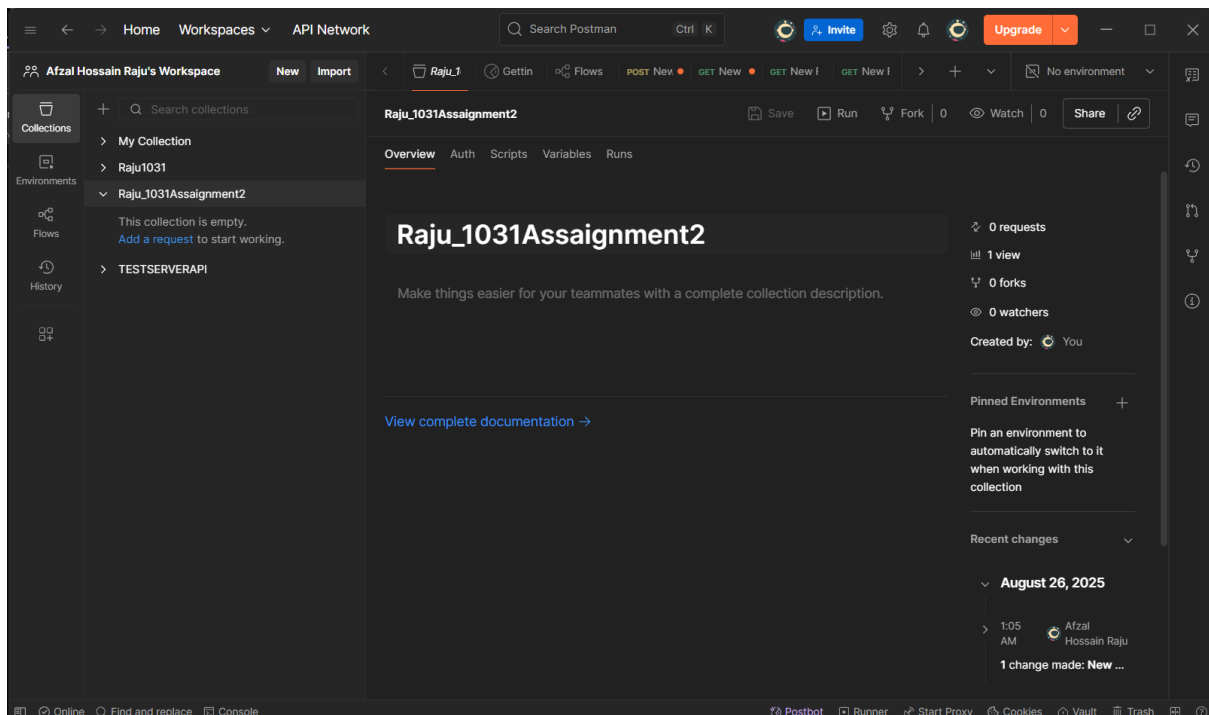 Home Workspaces API Network Search Postman Ctrl K Invite Upgrade
Afzal Hossain Raju's Workspace New Import Raju_1 Gettin Flows POST New GET New GET New GET New No environment
Collections
Search collections
Raju_1031Assaignment2 Save Run Fork 0 Watch 0 Share
My Collection
Overview Auth Scripts Variables Runs
Raju1031
Environments
Raju_1031Assaignment2
This collection is empty.
Add a request to start working.
Flows
TESTSERVERAPI
History
Raju_1031Assaignment2
Make things easier for your teammates with a complete collection description.
View complete documentation →
0 requests
1 view
0 forks
0 watchers
Created by: You
Pinned Environments
Pin an environment to
automatically switch to it
when working with this
collection
Recent changes
August 26, 2025
1:05 Afzal
AM Hossain Raju
1 change made: New ...
Online Find and replace Console Postbot Runner Start Proxy Cookies Vault Trash